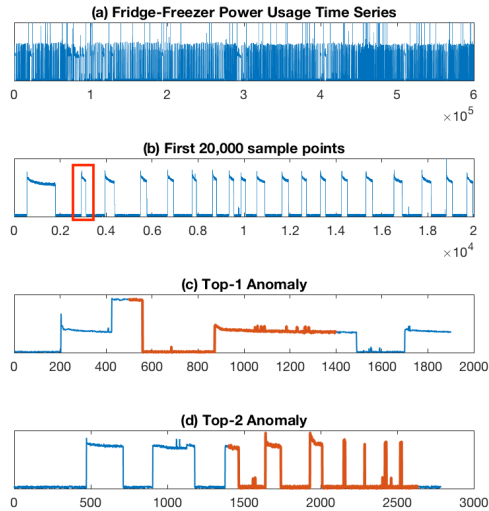 (a) Fridge-Freezer Power Usage Time Series
0 1 2 3 4 5 6
×10^5
(b) First 20,000 sample points
0 0.2 0.4 0.6 0.8 1 1.2 1.4 1.6 1.8 2
×10^4
(c) Top-1 Anomaly
0 200 400 600 800 1000 1200 1400 1600 1800 2000
(d) Top-2 Anomaly
0 500 1000 1500 2000 2500 3000